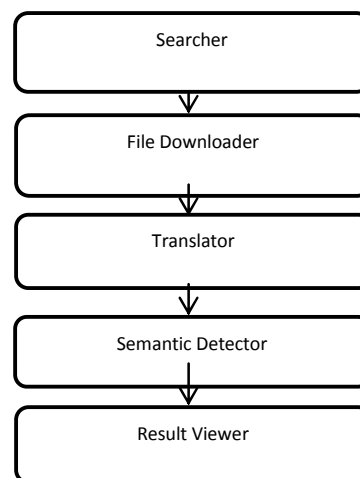 Searcher
File Downloader
Translator
Semantic Detector
Result Viewer